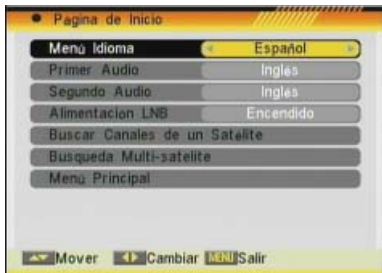 Pagina de Inicio
Menú Idioma Español
Primer Audio Inglés
Segundo Audio Inglés
Alimentacion LNB Encendido
Buscar Canales de un Satelite
Busqueda Multi-satelite
Menú Principal
Mover Cambiar MENU Salir